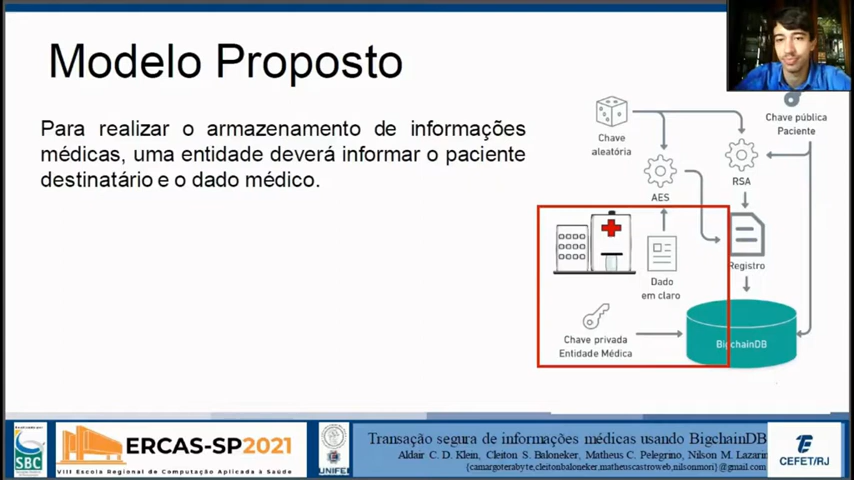 Modelo Proposto
Para realizar o armazenamento de informações
médicas, uma entidade deverá informar o paciente
destinatário e o dado médico.
Chave
aleatória
Chave pública
Paciente
AES
RSA
Dado
em claro
Registro
Chave privada
Entidade Médica
BigchainDB
SBC
ERCAS-SP2021
VIII Escola Regional de Computação Aplicada à Saúde
UNIFEI
Transação segura de informações médicas usando BigchainDB
Aldair C. D. Klein, Cleiton S. Baloneker, Matheus C. Pelegrino, Nilson M. Lazarin
{camargoterabyte,cleitonbaloneker,matheuscastroweb,nilsonmori}@gmail.com
CEFET/RJ